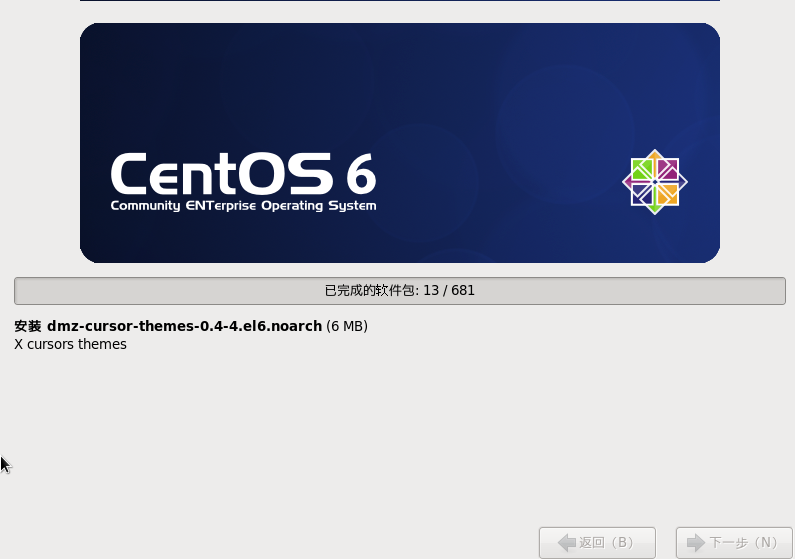 CentOS 6
Community ENTerprise Operating System
已完成的软件包: 13 / 681
安装 dmz-cursor-themes-0.4-4.el6.noarch (6 MB)
X cursors themes
返回（B） 下一步（N）